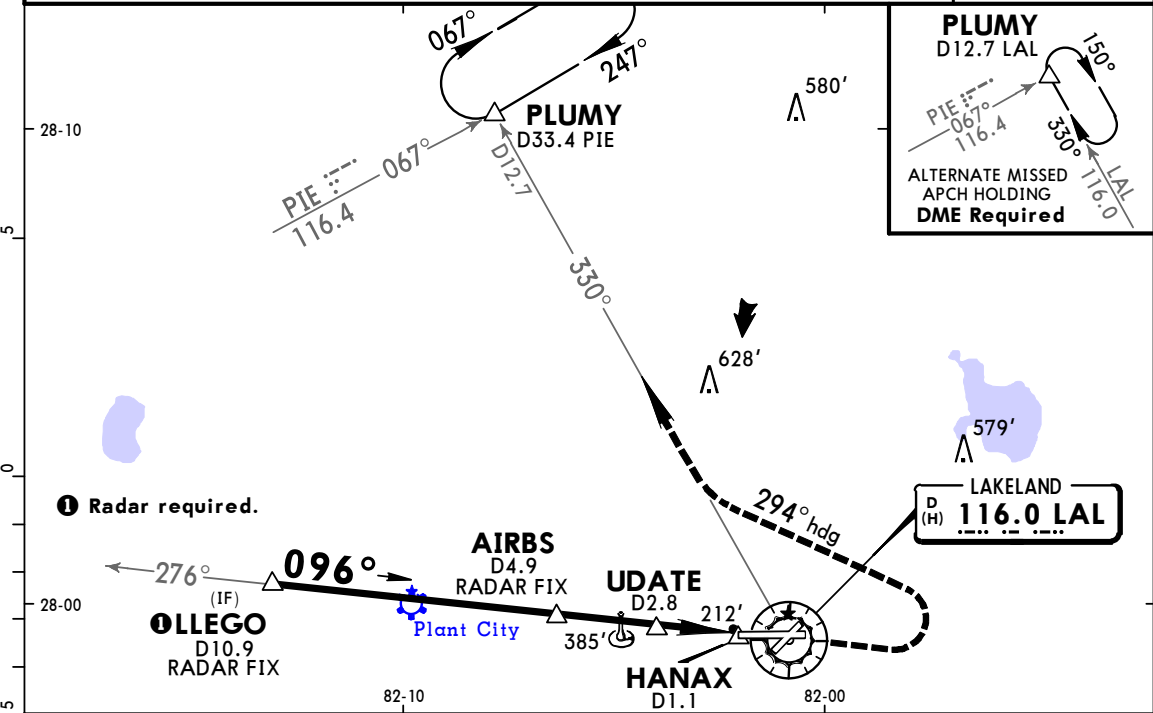 067°
247°
PLUMY
D33.4 PIE
580'
PLUMY
D12.7 LAL
150°
PIE
067°
116.4
330°
LAL
116.0
ALTERNATE MISSED
APCH HOLDING
DME Required
28-10
PIE
067°
116.4
D12.7
5
330°
628'
579'
0
1 Radar required.
294° hdg
LAKELAND
D
(H)
116.0 LAL
276°
096°
(IF)
AIRBS
D4.9
RADAR FIX
UDATE
D2.8
212'
28-00
1 LLEGO
D10.9
RADAR FIX
Plant City
385'
HANAX
D1.1
82-10
82-00
5